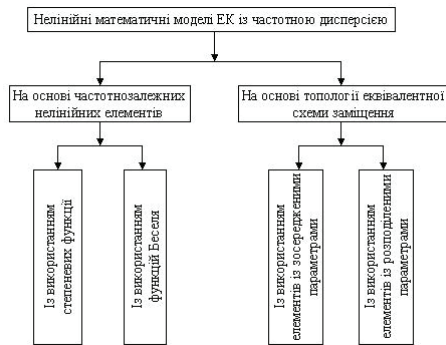 Нелінійні математичні моделі ЕК із частотною дисперсією
На основі частотнозалежних
нелінійних елементів
На основі топології еквівалентної
схеми заміщення
Із використанням
степеневих функції
Із використанням
функцій Беселя
Із використанням
елементів із зосередженими
параметрами
Із використанням
елементів із розподіленими
параметрами